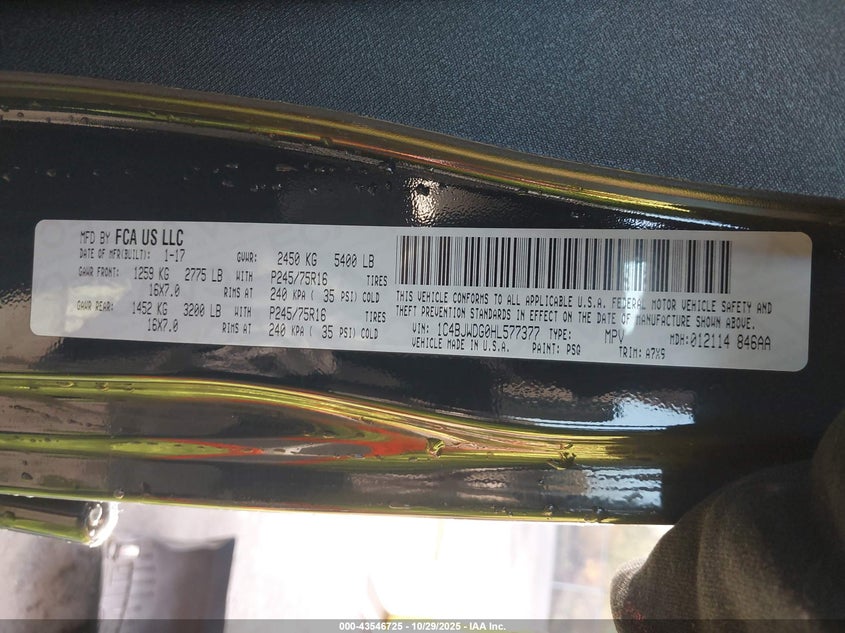 MFD BY FCA US LLC
DATE OF MFR(BUILT): 1-17 GVWR: 2450 KG 5400 LB
GAWR FRONT: 1259 KG 2775 LB WITH P245/75R16 TIRES
16X7.0 RIMS AT 240 KPA ( 35 PSI) COLD
GAWR REAR: 1452 KG 3200 LB WITH P245/75R16 TIRES
16X7.0 RIMS AT 240 KPA ( 35 PSI) COLD
THIS VEHICLE CONFORMS TO ALL APPLICABLE U.S.A. FEDERAL MOTOR VEHICLE SAFETY AND
THEFT PREVENTION STANDARDS IN EFFECT ON THE DATE OF MANUFACTURE SHOWN ABOVE.
VIN: 1C4BJWDG0HL577377 TYPE: MPV MDH:012114 846AA
VEHICLE MADE IN U.S.A. PAINT: PSQ TRIM:
000-43546725 - 10/29/2025 - IAA Inc.